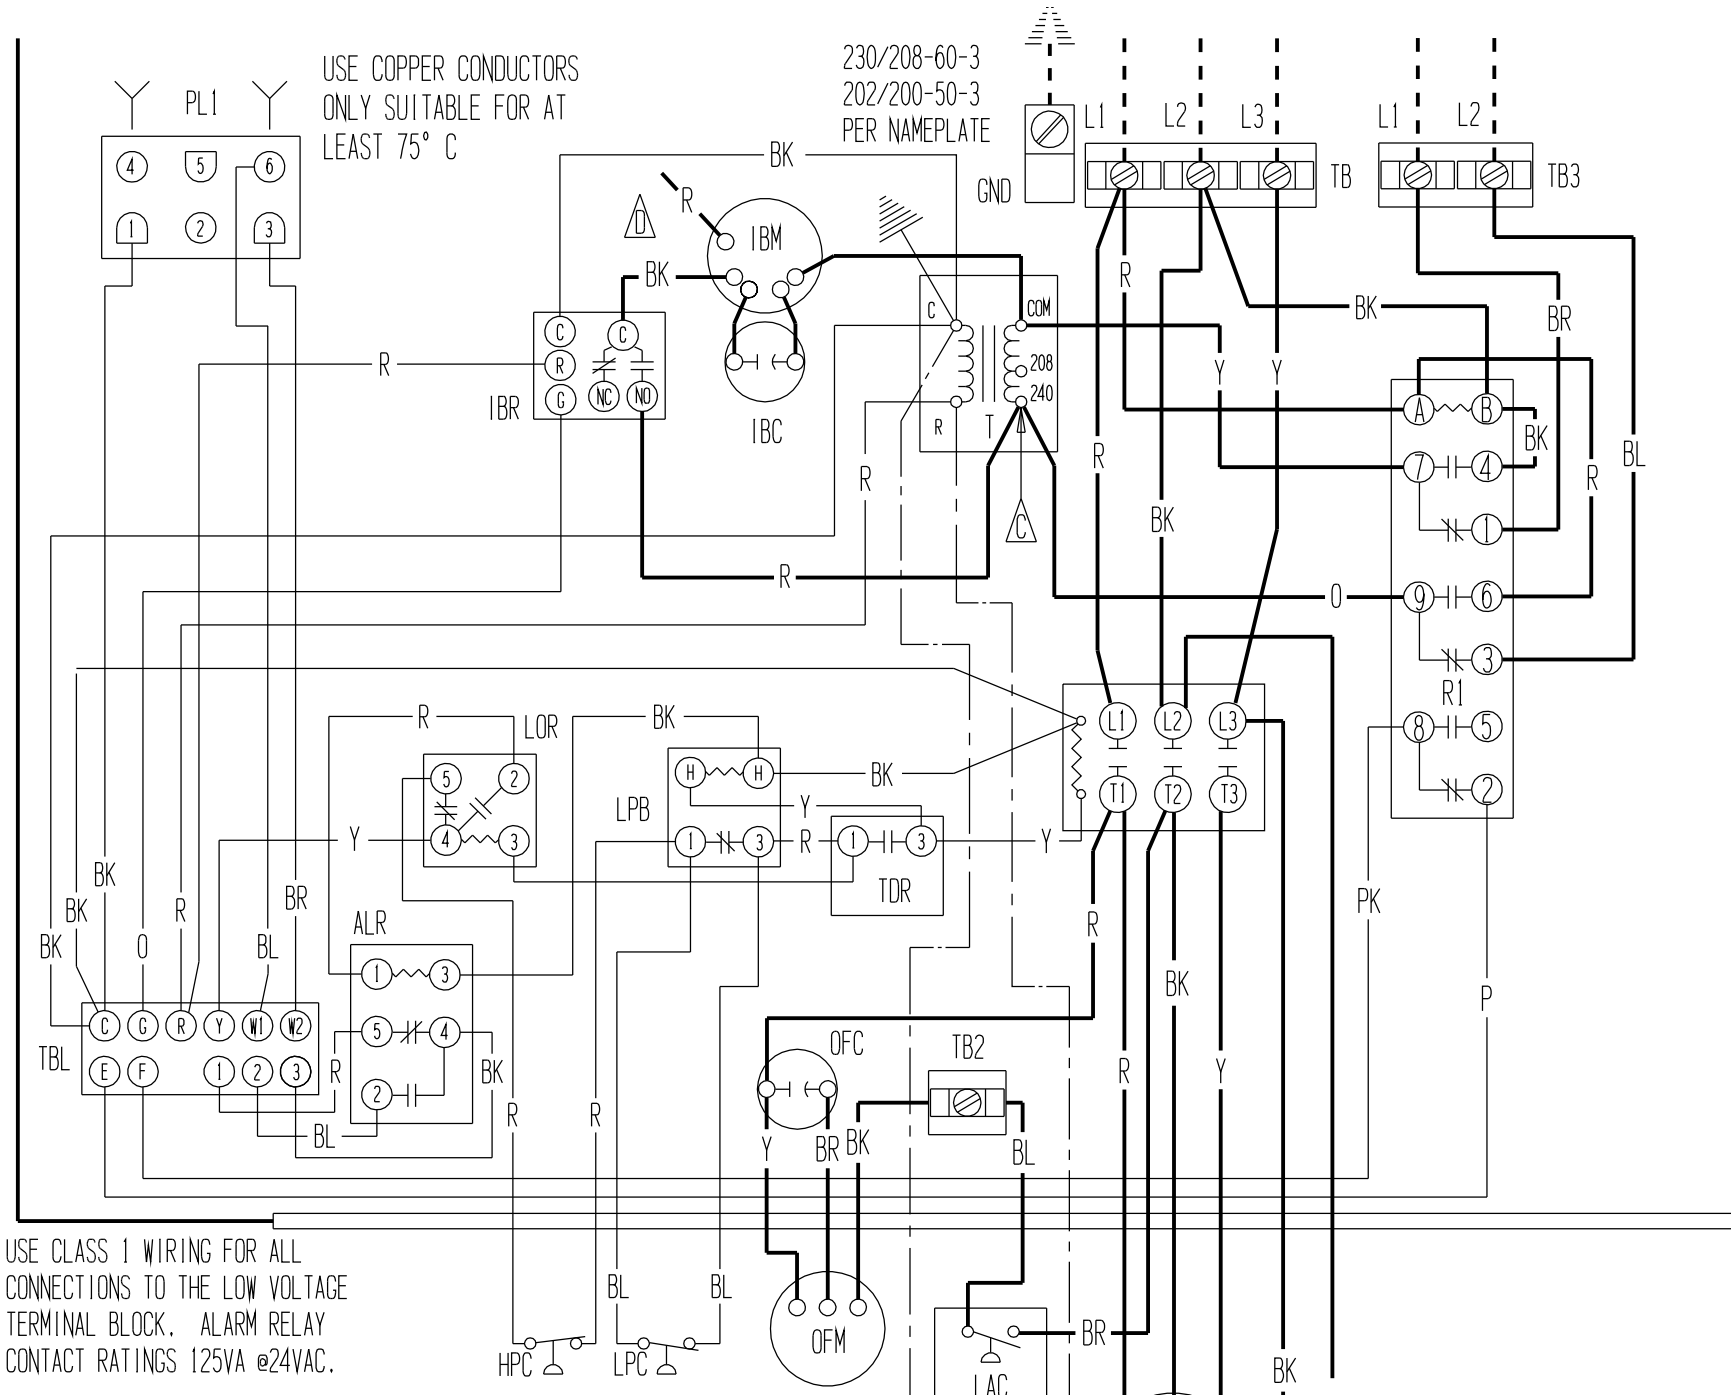 USE COPPER CONDUCTORS
ONLY SUITABLE FOR AT
LEAST 75° C
230/208-60-3
202/200-50-3
PER NAMEPLATE
PL1
4 5 6
1 2 3
GND
L1 L2 L3
TB
L1 L2
TB3
BK
R
D
IBM
BK
IBC
IBR
C
R
G
C
NC NO
R
C COM
208
240
R T
C
R
R
R
BK
Y
Y
BK
BR
BK
R
BL
R
O
A B
7 4
1
9 6
3
R1
8 5
2
L1 L2 L3
T1 T2 T3
R
LOR
5 2
4 3
Y
BK
LPB
H H
1 3
BK
Y
R
1 3
TDR
Y
BK
BK
BK
O
R
BL
BR
ALR
1 3
5 4
2
R
BK
BL
TBL
C G R Y W1 W2
E F 1 2 3
R
R
R
BK
R
Y
PK
P
OFC
TB2
Y
BR
BK
BL
OFM
BL
BL
HPC
LPC
BR
LAC
BK
USE CLASS 1 WIRING FOR ALL
CONNECTIONS TO THE LOW VOLTAGE
TERMINAL BLOCK. ALARM RELAY
CONTACT RATINGS 125VA @24VAC.